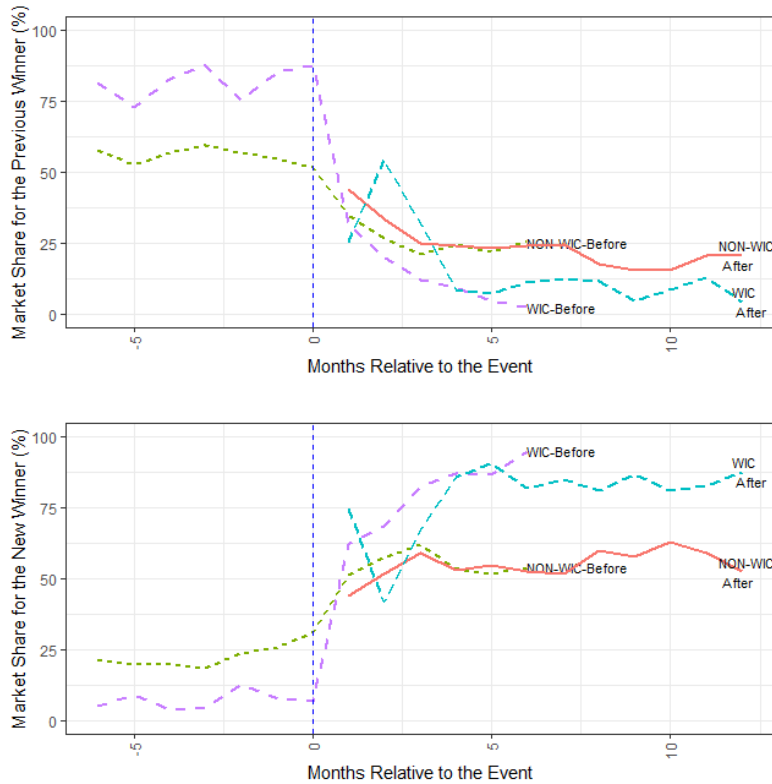 Market Share for the Previous Winner (%)
100
75
50
25
0
NON-WIC-Before
NON-WIC
After
WIC
After
WIC-Before
-5
0
5
10
Months Relative to the Event
Market Share for the New Winner (%)
100
75
50
25
0
WIC-Before
WIC
After
NON-WIC-Before
NON-WIC
After
-5
0
5
10
Months Relative to the Event